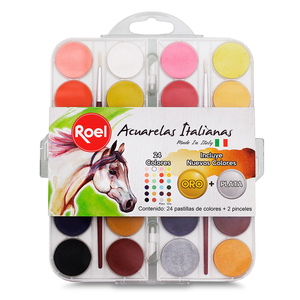 Roel
Acuarelas Italianas
Made In Italy
24
Colores
Incluye
Nuevos Colores
ORO + PLATA
Contenido: 24 pastillas de colores + 2 pinceles